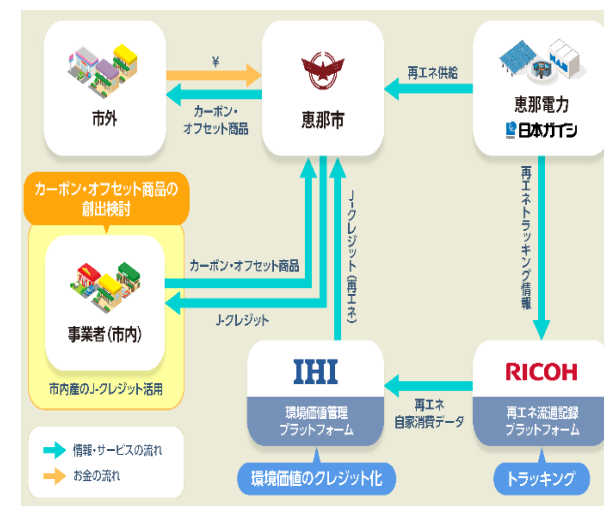 市外
¥
カーボン・
オフセット商品
恵那市
再エネ供給
NAS
恵那電力
日本ガイシ
カーボン・オフセット商品の
創出検討
事業者(市内)
市内産のJ-クレジット活用
カーボン・オフセット商品
J-クレジット
J-クレジット(再エネ)
再エネトラッキング情報
IHI
環境価値管理
プラットフォーム
環境価値のクレジット化
再エネ
自家消費データ
RICOH
再エネ流通記録
プラットフォーム
トラッキング
情報・サービスの流れ
お金の流れ